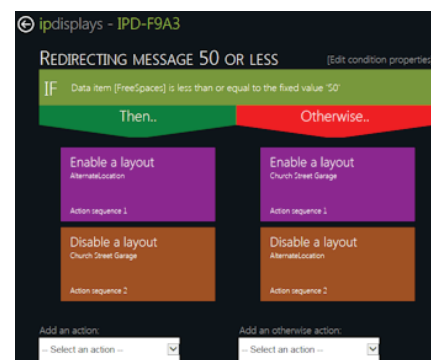 ipdisplays - IPD-F9A3
REDIRECTING MESSAGE 50 OR LESS
[Edit condition properties
IF Data item [FreeSpaces] is less than or equal to the fixed value '50'
Then..
Otherwise..
Enable a layout
AlternateLocation
Action sequence 1
Enable a layout
Church Street Garage
Action sequence 1
Disable a layout
Church Street Garage
Action sequence 2
Disable a layout
AlternateLocation
Action sequence 2
Add an action:
-- Select an action --
Add an otherwise action:
-- Select an action --